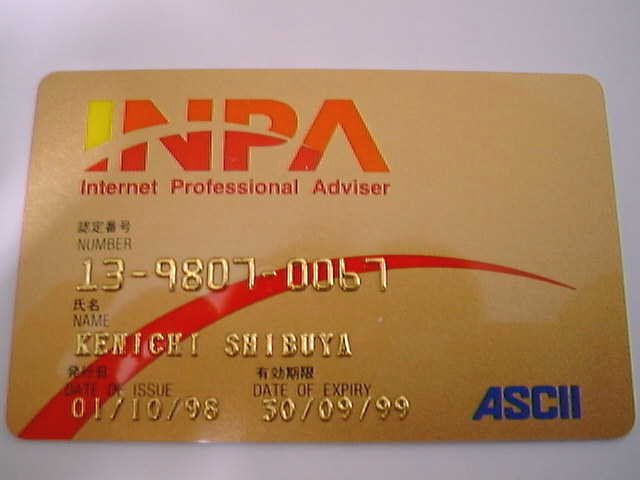 INPA
Internet Professional Adviser
認定番号
NUMBER
13-9807-0067
氏名
NAME
KENICHI SHIBUYA
発行日 有効期限
DATE OF ISSUE DATE OF EXPIRY
01/10/98 30/09/99
ASCII